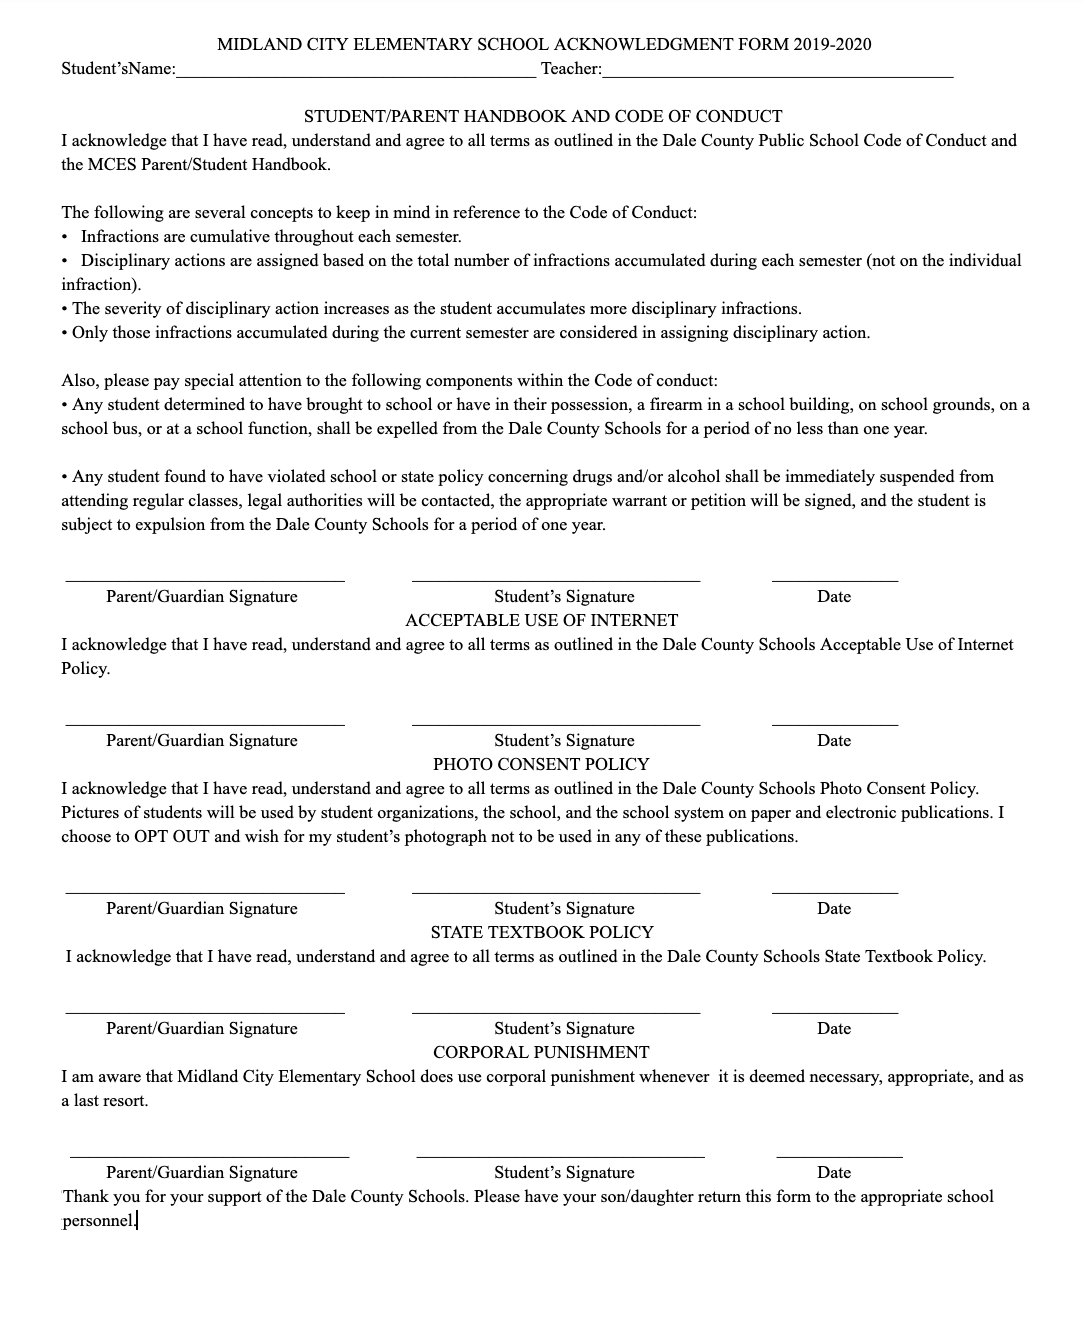 MIDLAND CITY ELEMENTARY SCHOOL ACKNOWLEDGMENT FORM 2019-2020
Student’sName:________________________________________ Teacher:_______________________________________
STUDENT/PARENT HANDBOOK AND CODE OF CONDUCT
I acknowledge that I have read, understand and agree to all terms as outlined in the Dale County Public School Code of Conduct and
the MCES Parent/Student Handbook.
The following are several concepts to keep in mind in reference to the Code of Conduct:
• Infractions are cumulative throughout each semester.
• Disciplinary actions are assigned based on the total number of infractions accumulated during each semester (not on the individual
infraction).
• The severity of disciplinary action increases as the student accumulates more disciplinary infractions.
• Only those infractions accumulated during the current semester are considered in assigning disciplinary action.
Also, please pay special attention to the following components within the Code of conduct:
• Any student determined to have brought to school or have in their possession, a firearm in a school building, on school grounds, on a
school bus, or at a school function, shall be expelled from the Dale County Schools for a period of no less than one year.
• Any student found to have violated school or state policy concerning drugs and/or alcohol shall be immediately suspended from
attending regular classes, legal authorities will be contacted, the appropriate warrant or petition will be signed, and the student is
subject to expulsion from the Dale County Schools for a period of one year.
_______________________________ ________________________________ ______________
Parent/Guardian Signature Student’s Signature Date
ACCEPTABLE USE OF INTERNET
I acknowledge that I have read, understand and agree to all terms as outlined in the Dale County Schools Acceptable Use of Internet
Policy.
_______________________________ ________________________________ ______________
Parent/Guardian Signature Student’s Signature Date
PHOTO CONSENT POLICY
I acknowledge that I have read, understand and agree to all terms as outlined in the Dale County Schools Photo Consent Policy.
Pictures of students will be used by student organizations, the school, and the school system on paper and electronic publications. I
choose to OPT OUT and wish for my student’s photograph not to be used in any of these publications.
_______________________________ ________________________________ ______________
Parent/Guardian Signature Student’s Signature Date
STATE TEXTBOOK POLICY
I acknowledge that I have read, understand and agree to all terms as outlined in the Dale County Schools State Textbook Policy.
_______________________________ ________________________________ ______________
Parent/Guardian Signature Student’s Signature Date
CORPORAL PUNISHMENT
I am aware that Midland City Elementary School does use corporal punishment whenever it is deemed necessary, appropriate, and as
a last resort.
_______________________________ ________________________________ ______________
Parent/Guardian Signature Student’s Signature Date
Thank you for your support of the Dale County Schools. Please have your son/daughter return this form to the appropriate school
personnel.